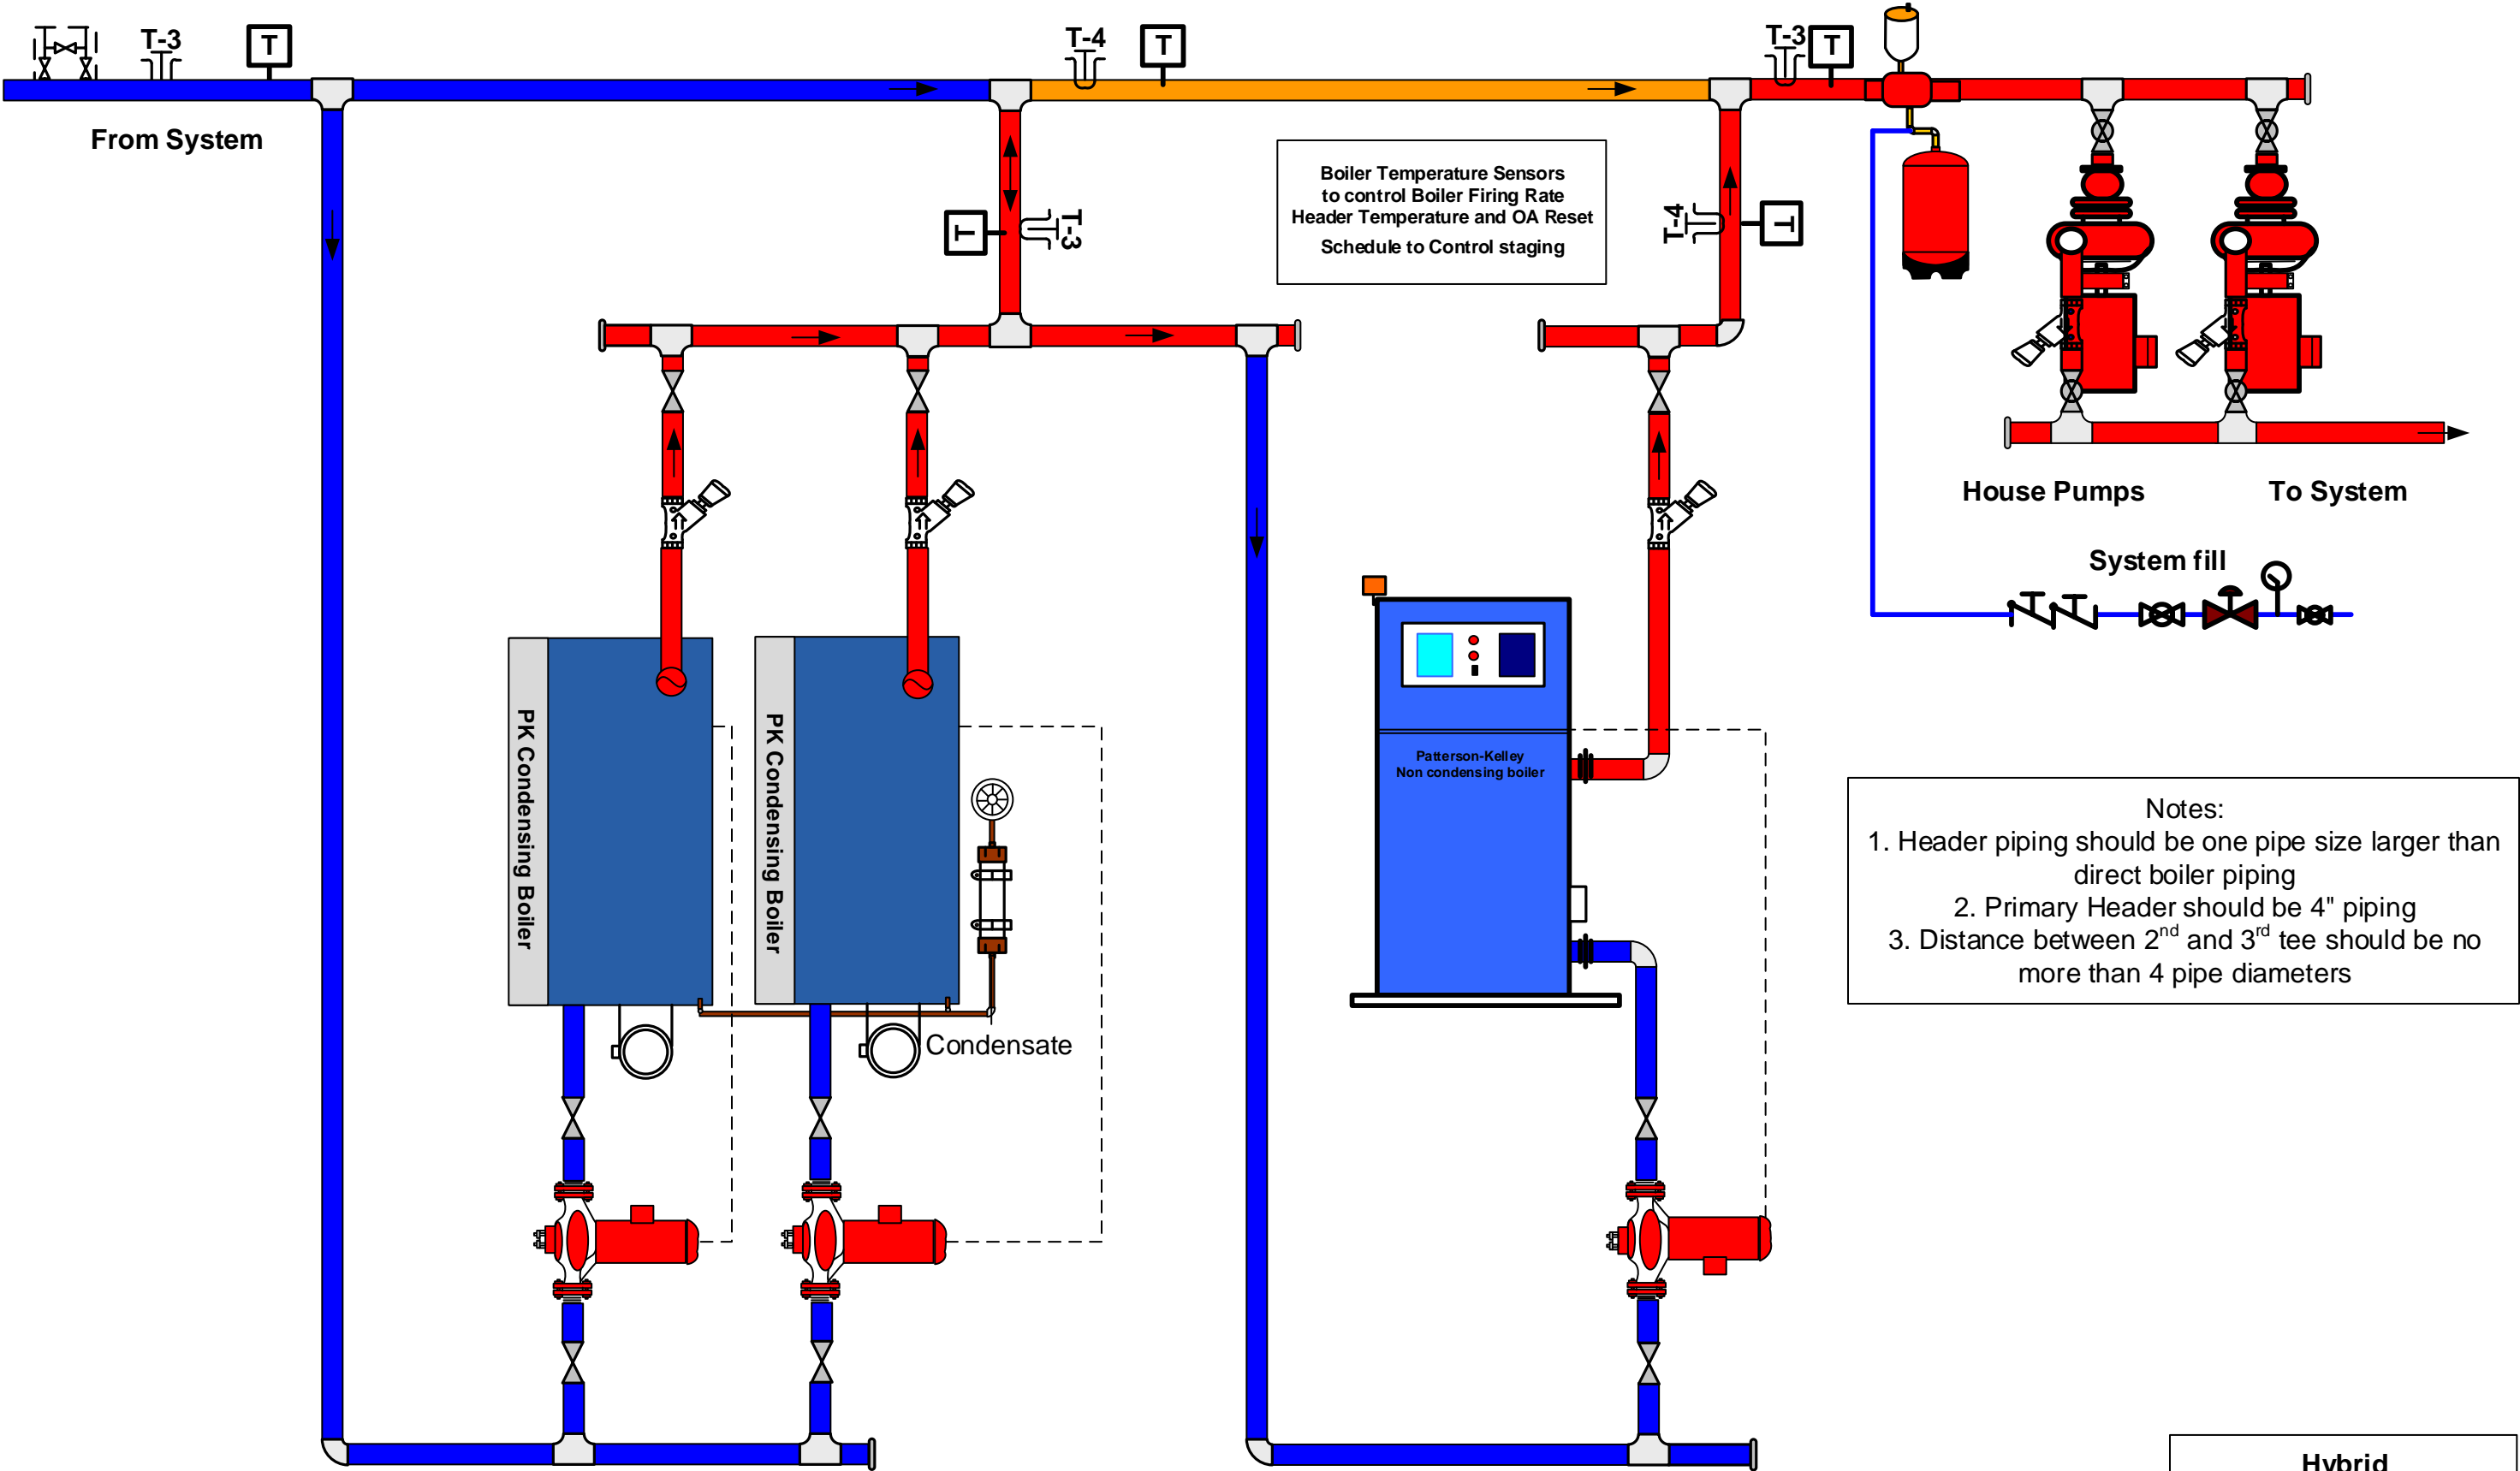 T-3
T
T-4
T
T-3
T
From System
Boiler Temperature Sensors
to control Boiler Firing Rate
Header Temperature and OA Reset
Schedule to Control staging
T
T-3
T-4
T
House Pumps
To System
System fill
PK Condensing Boiler
PK Condensing Boiler
Patterson-Kelley
Non condensing boiler
Notes:
1. Header piping should be one pipe size larger than
direct boiler piping
2. Primary Header should be 4" piping
3. Distance between 2nd and 3rd tee should be no
more than 4 pipe diameters
Condensate
Hybrid